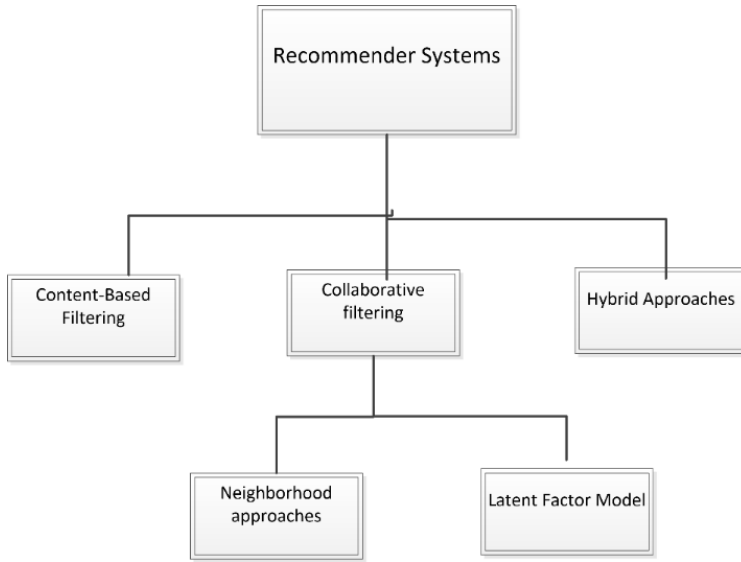 Recommender Systems
Content-Based
Filtering
Collaborative
filtering
Hybrid Approaches
Neighborhood
approaches
Latent Factor Model